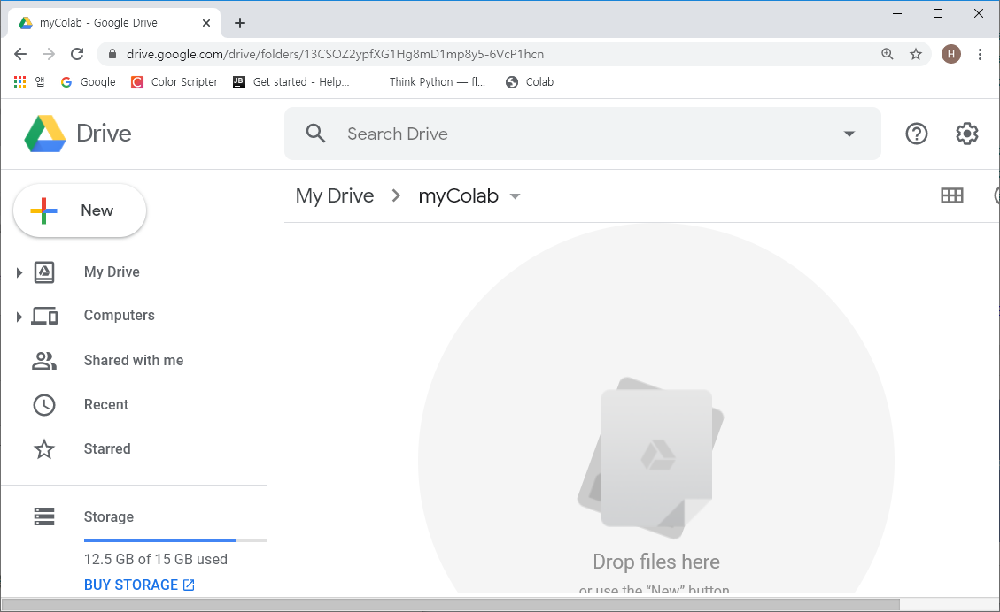 myColab - Google Drive
drive.google.com/drive/folders/13CSOZ2ypfXG1Hg8mD1mp8y5-6VcP1hcn
H
앱 Google Color Scripter JB Get started - Help... Think Python — fl... Colab
Drive
Search Drive
New
My Drive > myColab
My Drive
Computers
Shared with me
Recent
Starred
Storage
12.5 GB of 15 GB used
BUY STORAGE
Drop files here
or use the “New” button